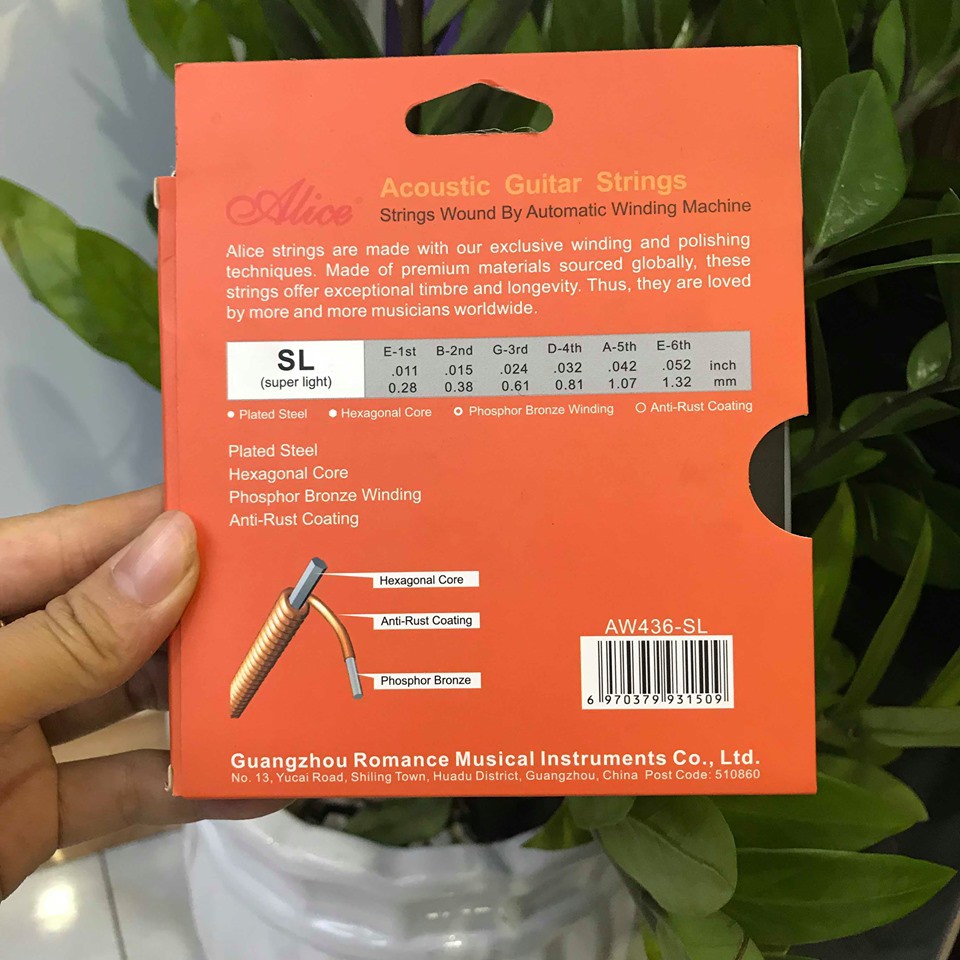 Alice® Acoustic Guitar Strings
Strings Wound By Automatic Winding Machine
Alice strings are made with our exclusive winding and polishing
techniques. Made of premium materials sourced globally, these
strings offer exceptional timbre and longevity. Thus, they are loved
by more and more musicians worldwide.
SL
(super light)
E-1st B-2nd G-3rd D-4th A-5th E-6th
.011 .015 .024 .032 .042 .052 inch
0.28 0.38 0.61 0.81 1.07 1.32 mm
Plated Steel Hexagonal Core Phosphor Bronze Winding Anti-Rust Coating
Plated Steel
Hexagonal Core
Phosphor Bronze Winding
Anti-Rust Coating
Hexagonal Core
Anti-Rust Coating
Phosphor Bronze
AW436-SL
6 970379 931509
Guangzhou Romance Musical Instruments Co., Ltd.
No. 13, Yucai Road, Shiling Town, Huadu District, Guangzhou, China Post Code: 510860